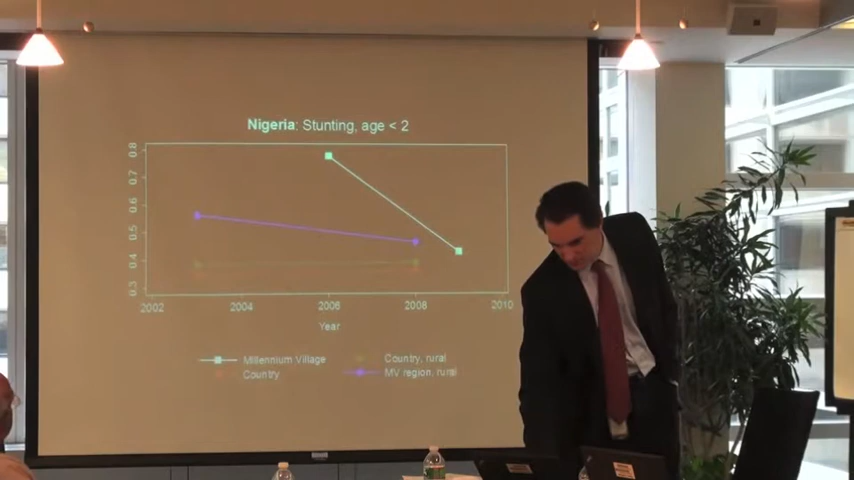 Nigeria: Stunting, age < 2
0.8
0.7
0.6
0.5
0.4
0.3
2002 2004 2006 2008 2010
Year
Millennium Village Country, rural
Country MV region, rural